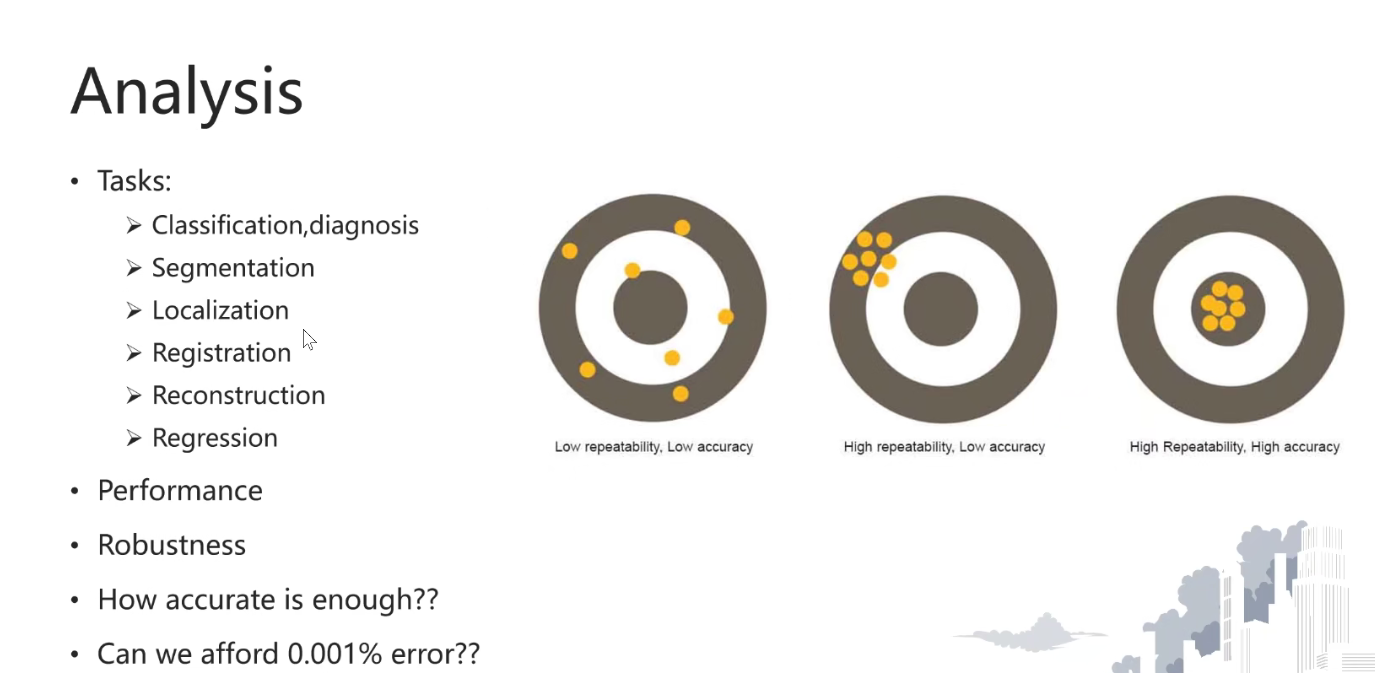 Analysis
• Tasks:
➢ Classification,diagnosis
➢ Segmentation
➢ Localization
➢ Registration
➢ Reconstruction
➢ Regression
• Performance
• Robustness
• How accurate is enough??
• Can we afford 0.001% error??
Low repeatability, Low accuracy
High repeatability, Low accuracy
High Repeatability, High accuracy